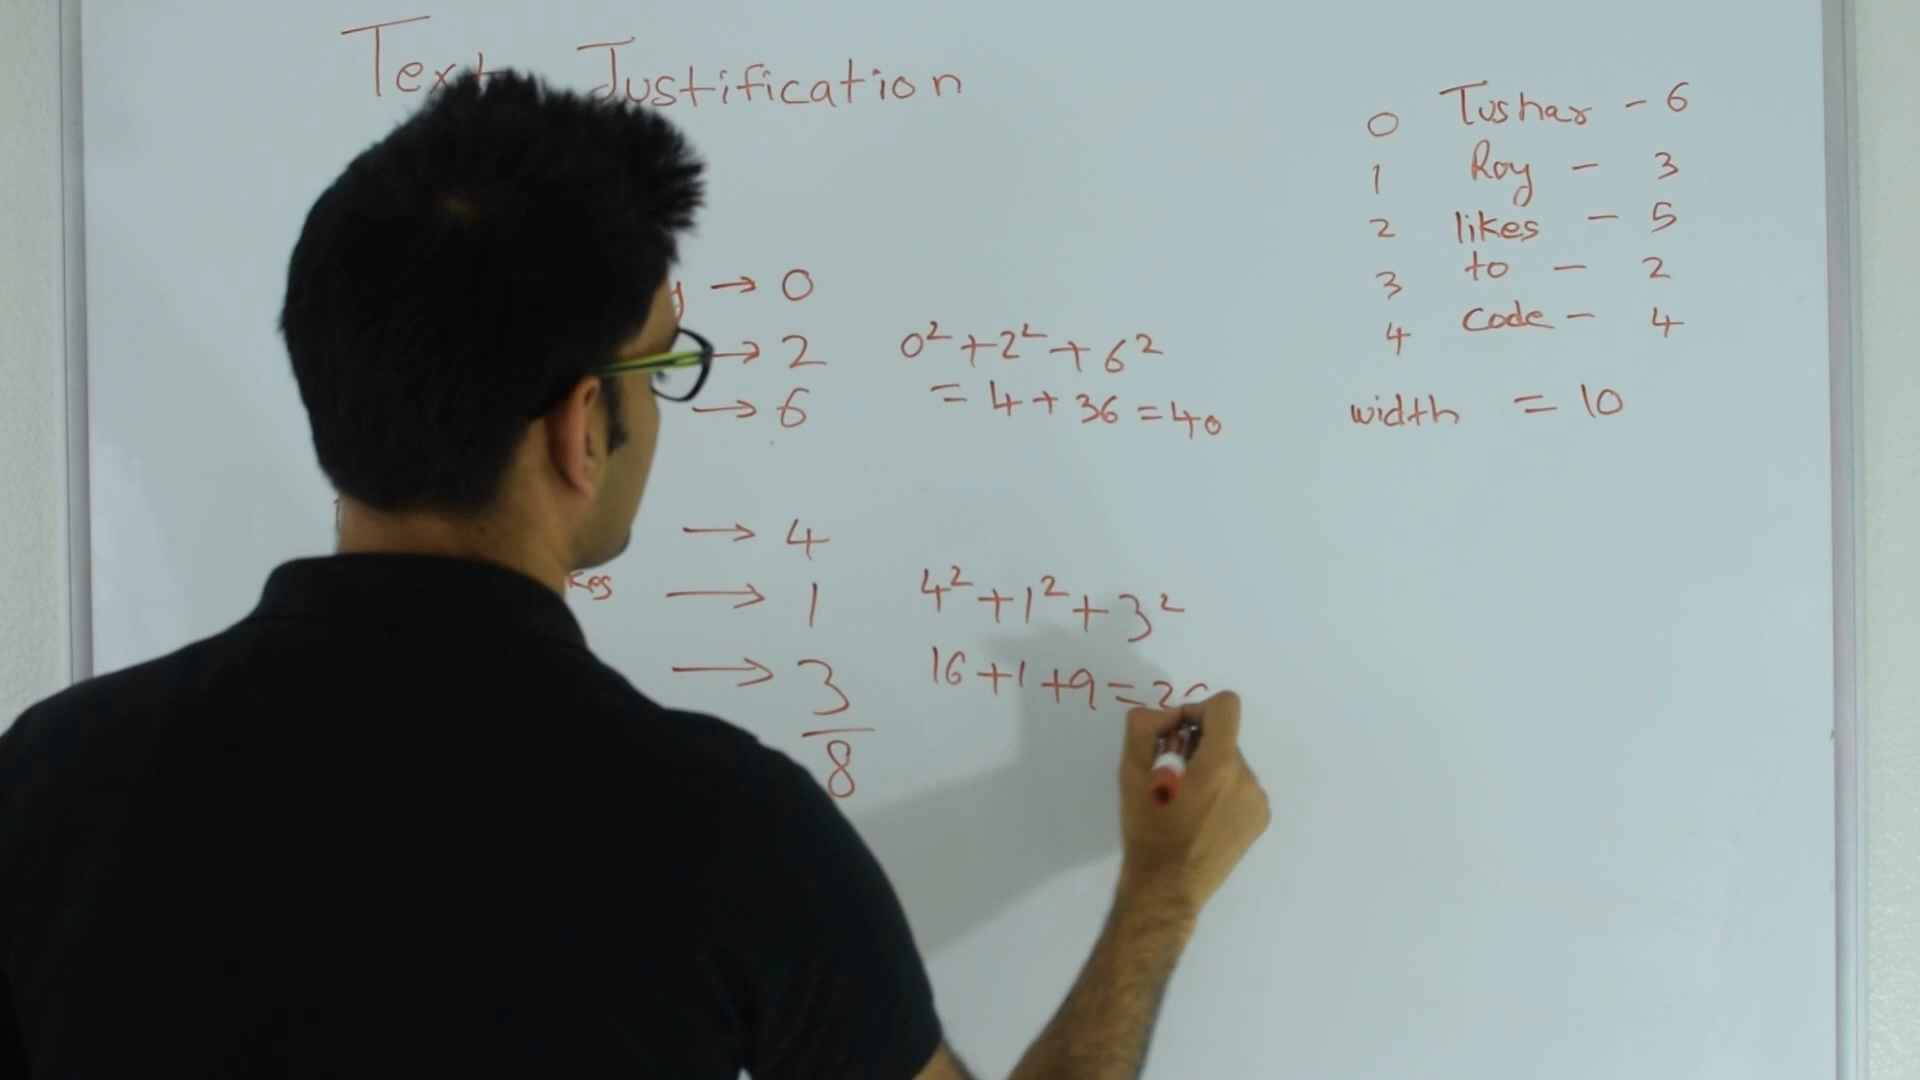 Text Justification
0 Tushar - 6
1 Roy - 3
2 likes - 5
3 to - 2
4 Code - 4
width = 10
y → 0
→ 2
→ 6
0² + 2² + 6²
= 4 + 36 = 40
→ 4
kes → 1
→ 3
8
4² + 1² + 3²
16 + 1 + 9 = 2